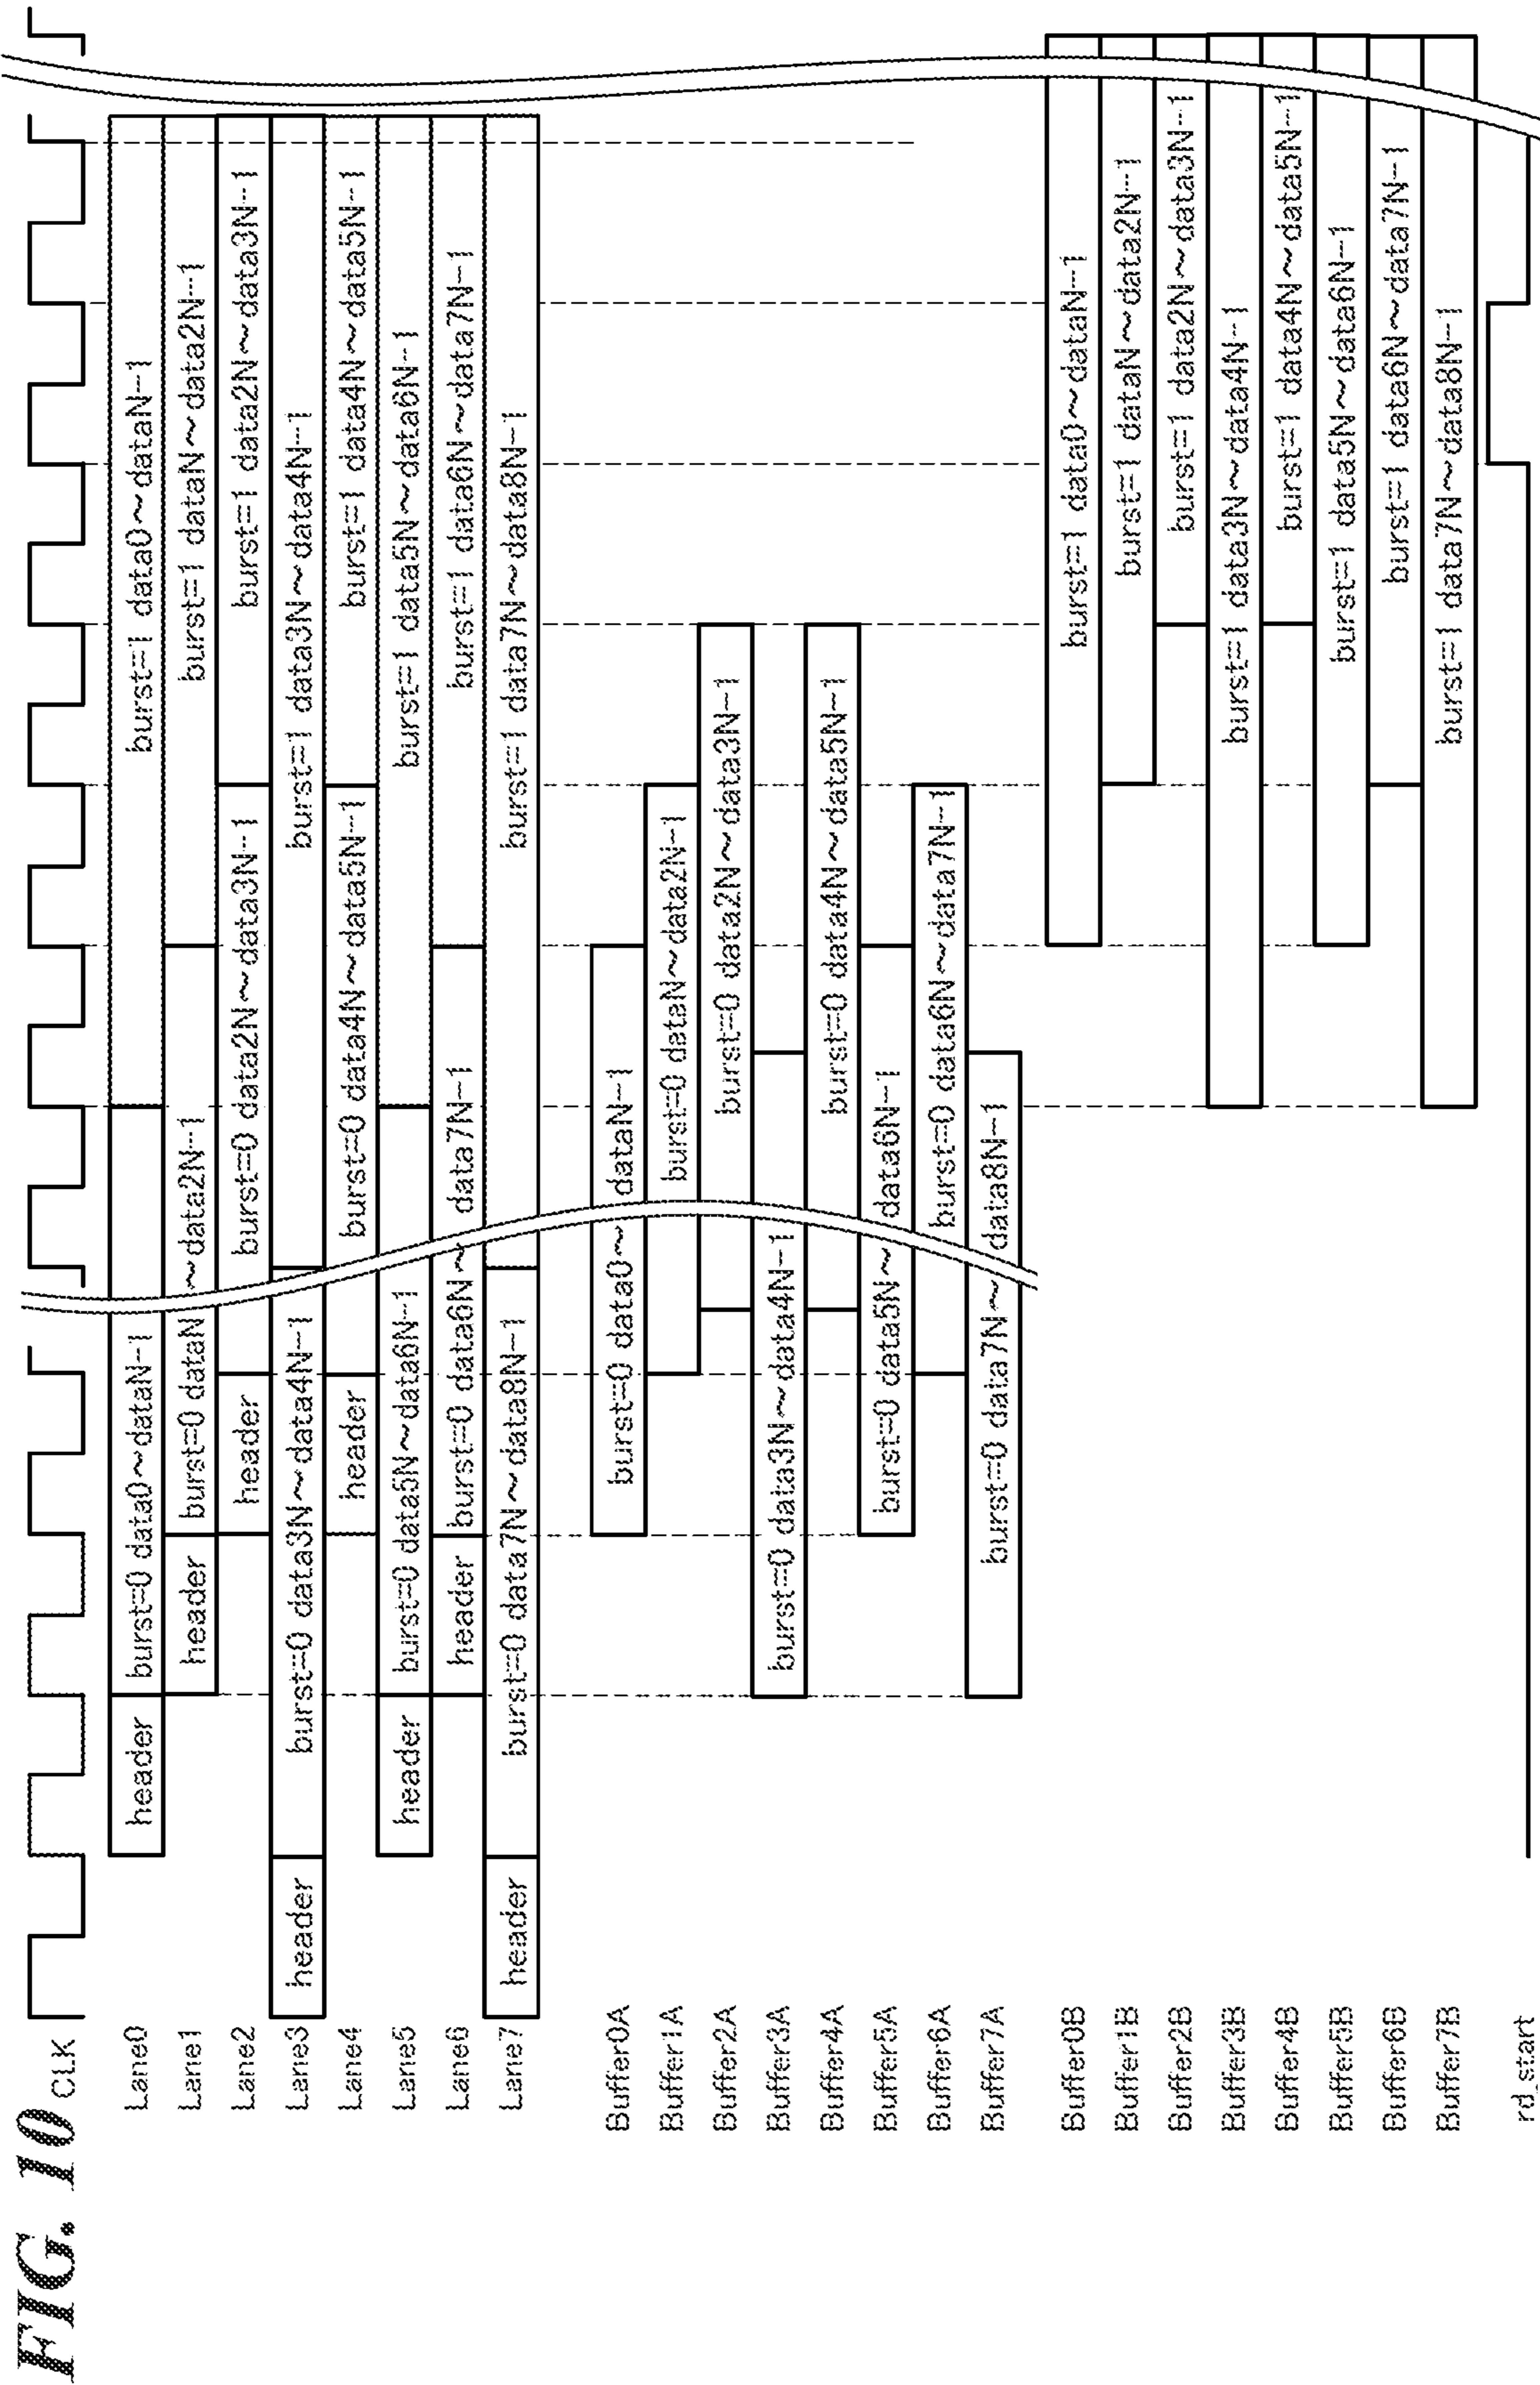 FIG. 10
CLK
Lane0 header burst=0 data0~dataN-1 burst=1 data0~dataN-1
Lane1 header burst=0 dataN~data2N-1 burst=1 dataN~data2N-1
Lane2 header burst=0 data2N~data3N-1 burst=1 data2N~data3N-1
Lane3 header burst=0 data3N~data4N-1 burst=1 data3N~data4N-1
Lane4 header burst=0 data4N~data5N-1 burst=1 data4N~data5N-1
Lane5 header burst=0 data5N~data6N-1 burst=1 data5N~data6N-1
Lane6 header burst=0 data6N~data7N-1 burst=1 data6N~data7N-1
Lane7 header burst=0 data7N~data8N-1 burst=1 data7N~data8N-1
Buffer0A burst=0 data0~dataN-1
Buffer1A burst=0 dataN~data2N-1
Buffer2A burst=0 data2N~data3N-1
Buffer3A burst=0 data3N~data4N-1
Buffer4A burst=0 data4N~data5N-1
Buffer5A burst=0 data5N~data6N-1
Buffer6A burst=0 data6N~data7N-1
Buffer7A burst=0 data7N~data8N-1
Buffer0B burst=1 data0~dataN-1
Buffer1B burst=1 dataN~data2N-1
Buffer2B burst=1 data2N~data3N-1
Buffer3B burst=1 data3N~data4N-1
Buffer4B burst=1 data4N~data5N-1
Buffer5B burst=1 data5N~data6N-1
Buffer6B burst=1 data6N~data7N-1
Buffer7B burst=1 data7N~data8N-1
rd_start